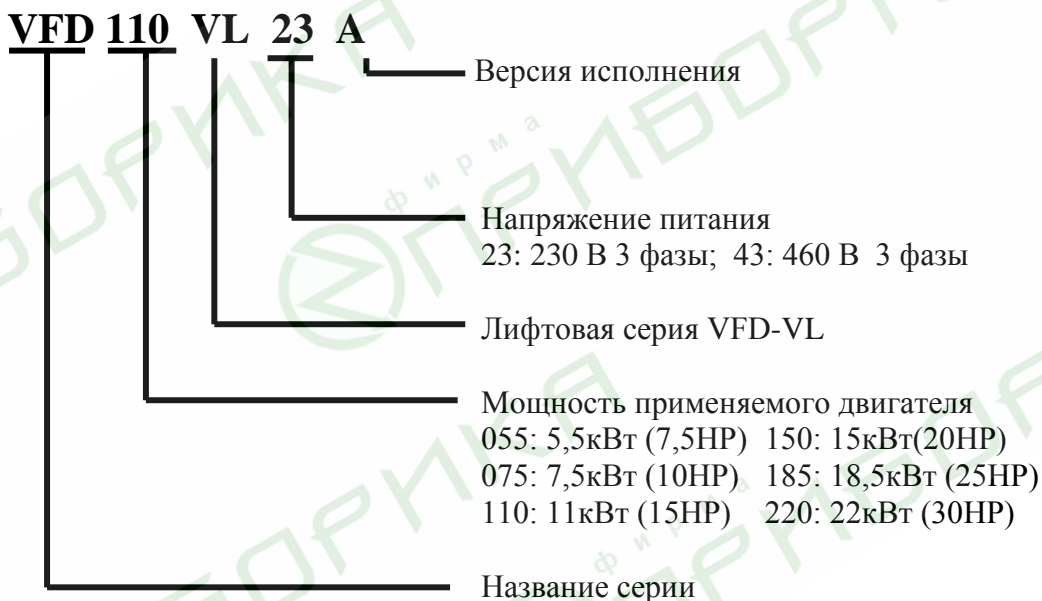 VFD 110 VL 23 A
Версия исполнения
Напряжение питания
23: 230 В 3 фазы; 43: 460 В 3 фазы
Лифтовая серия VFD-VL
Мощность применяемого двигателя
055: 5,5кВт (7,5HP) 150: 15кВт(20HP)
075: 7,5кВт (10HP) 185: 18,5кВт (25HP)
110: 11кВт (15HP) 220: 22кВт (30HP)
Название серии
фирма
ПРИБОРИКА